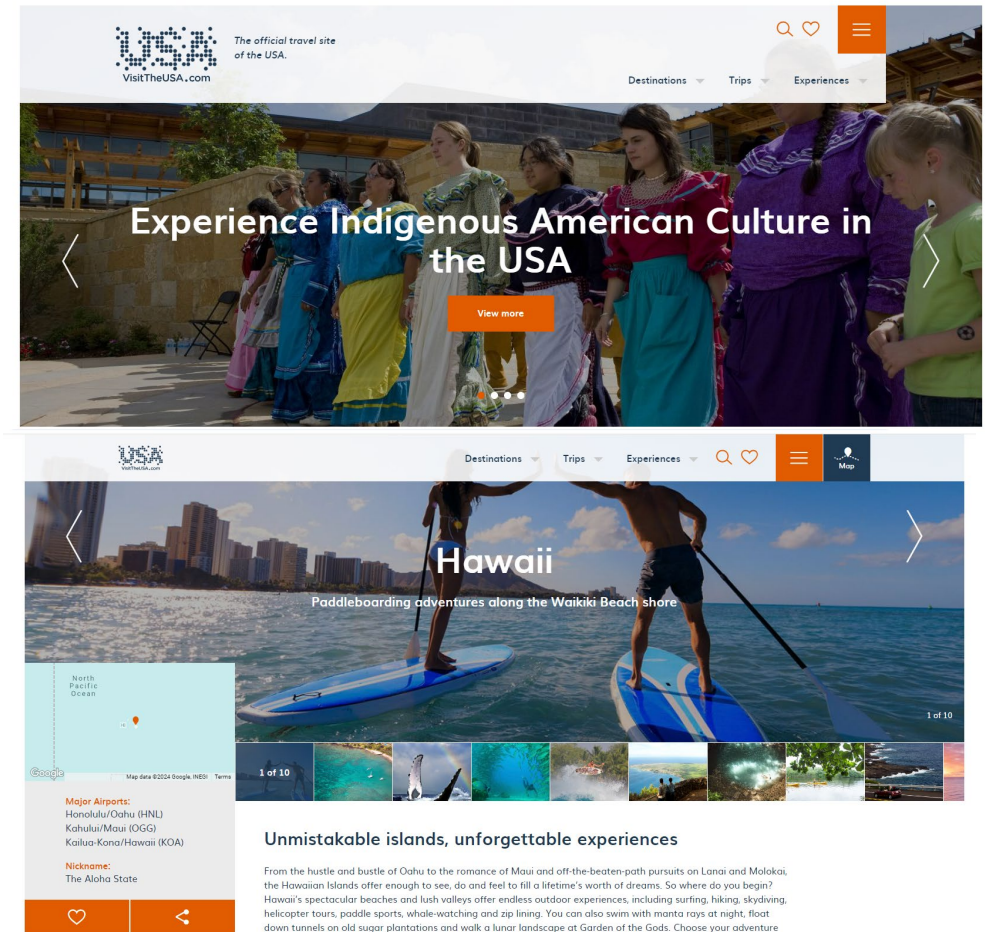 USA
VisitTheUSA.com
The official travel site
of the USA.
Destinations Trips Experiences
Experience Indigenous American Culture in
the USA
View more
USA
VisitTheUSA.com
Destinations Trips Experiences
Map
Hawaii
Paddleboarding adventures along the Waikiki Beach shore
1 of 10
North
Pacific
Ocean
HI
Google
Map data ©2024 Google, INEGI Terms
1 of 10
Major Airports:
Honolulu/Oahu (HNL)
Kahului/Maui (OGG)
Kailua-Kona/Hawaii (KOA)
Nickname:
The Aloha State
Unmistakable islands, unforgettable experiences
From the hustle and bustle of Oahu to the romance of Maui and off-the-beaten-path pursuits on Lanai and Molokai,
the Hawaiian Islands offer enough to see, do and feel to fill a lifetime's worth of dreams. So where do you begin?
Hawaii's spectacular beaches and lush valleys offer endless outdoor experiences, including surfing, hiking, skydiving,
helicopter tours, paddle sports, whale-watching and zip lining. You can also swim with manta rays at night, float
down tunnels on old sugar plantations and walk a lunar landscape at Garden of the Gods. Choose your adventure